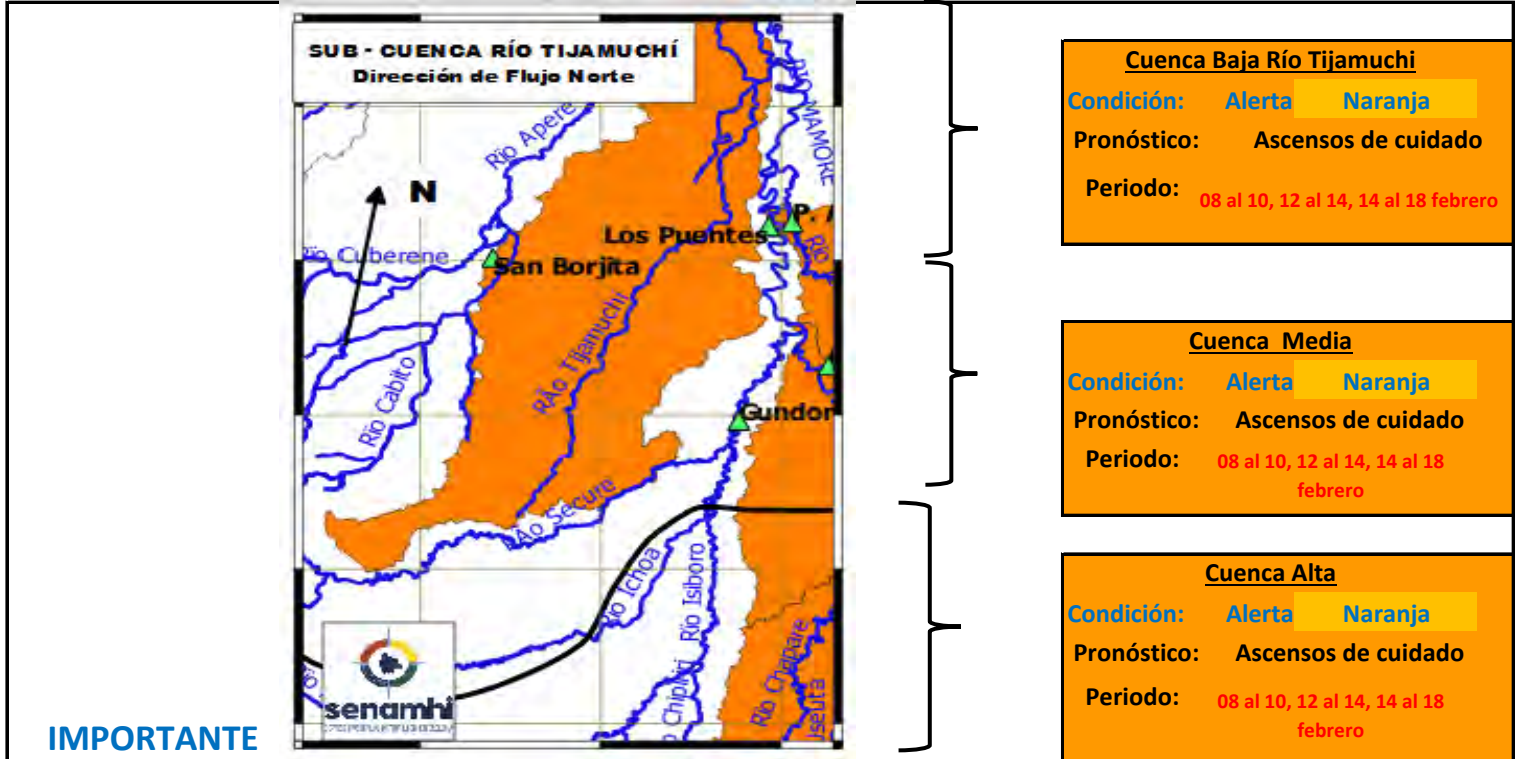 SUB - CUENCA RÍO TIJAMUCHÍ
Dirección de Flujo Norte
Río Apere
RIO MAMORE
N
P.
Los Puentes
Río
Cuberene
San Borjita
RÃo Tijamuchi
Río Cabito
Gundor
RÃo Secure
Río Ichoa
Río Isiboro
Río Chapare
Chipiriri
senamhi
IMPORTANTE
Cuenca Baja Río Tijamuchi
Condición: Alerta Naranja
Pronóstico: Ascensos de cuidado
Periodo: 08 al 10, 12 al 14, 14 al 18 febrero
Cuenca Media
Condición: Alerta Naranja
Pronóstico: Ascensos de cuidado
Periodo: 08 al 10, 12 al 14, 14 al 18
febrero
Cuenca Alta
Condición: Alerta Naranja
Pronóstico: Ascensos de cuidado
Periodo: 08 al 10, 12 al 14, 14 al 18
febrero